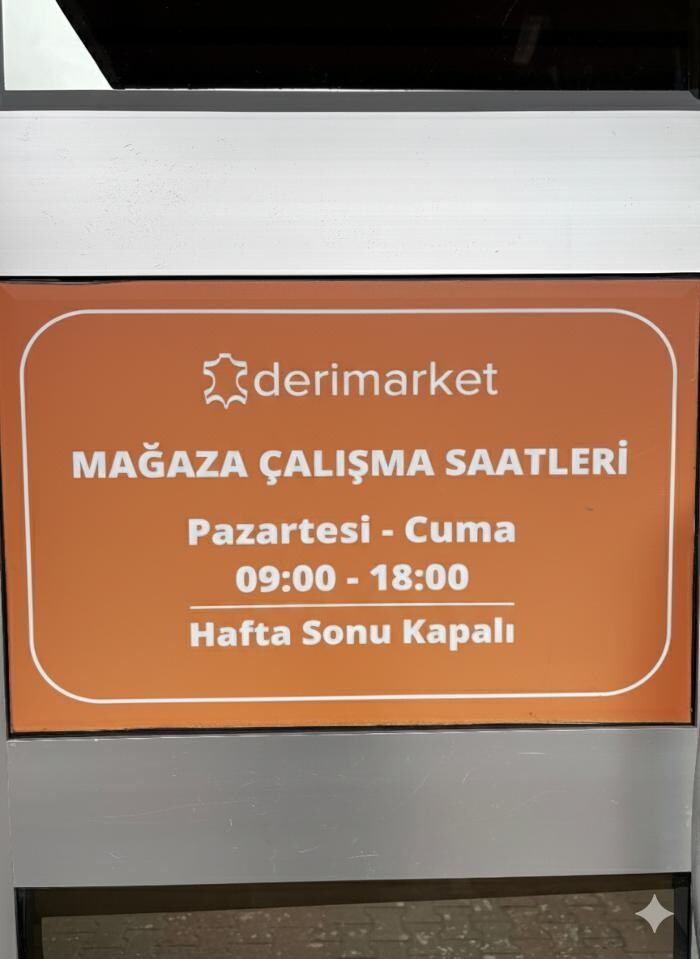 derimarket
MAĞAZA ÇALIŞMA SAATLERİ
Pazartesi - Cuma
09:00 - 18:00
Hafta Sonu Kapalı